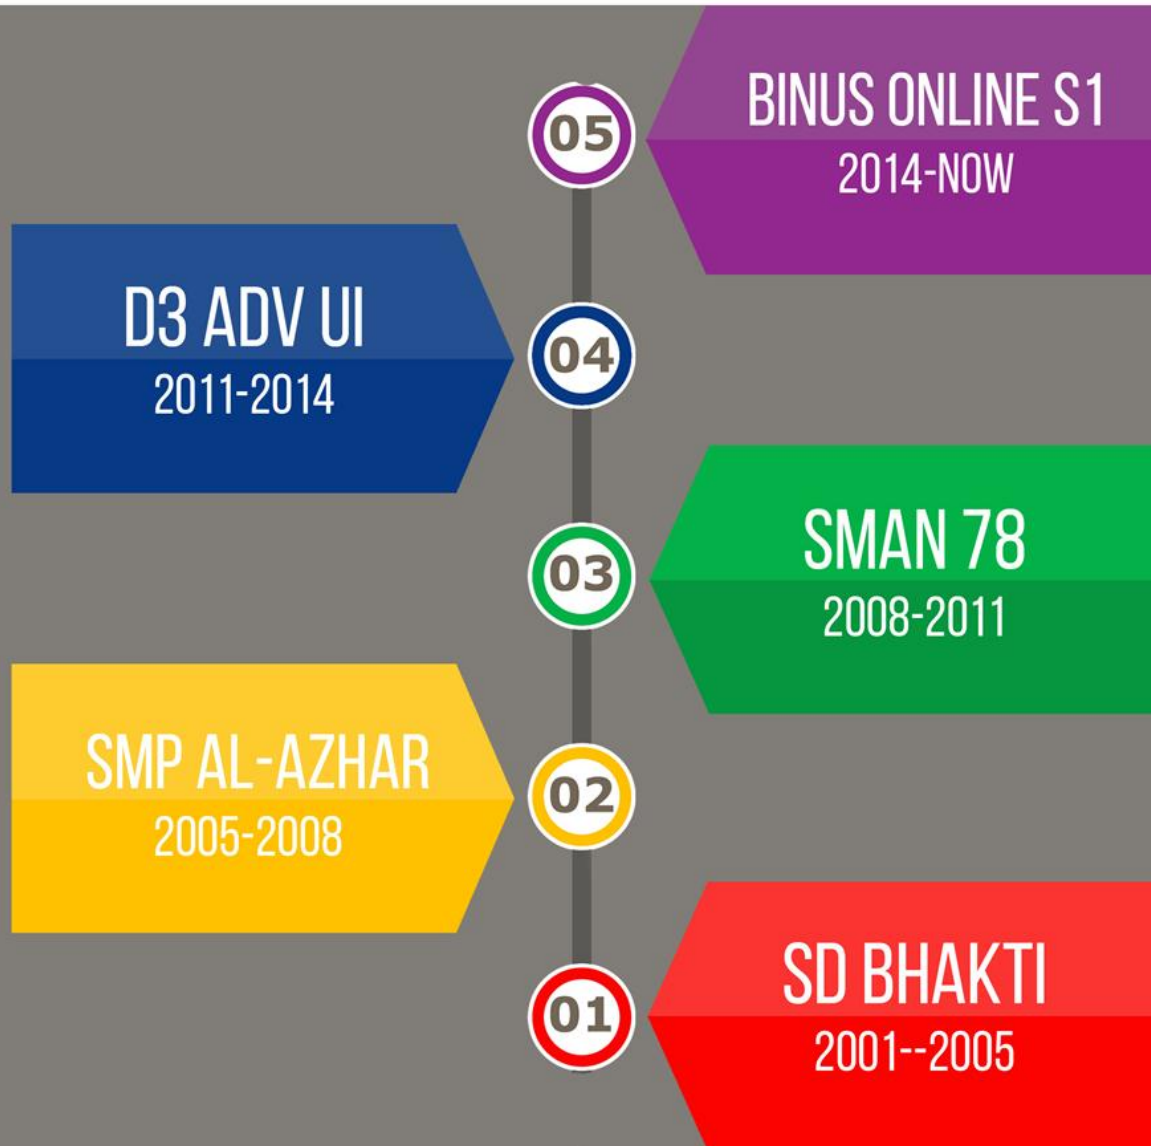 05
BINUS ONLINE S1
2014-NOW
D3 ADV UI
2011-2014
04
03
SMAN 78
2008-2011
SMP AL-AZHAR
2005-2008
02
01
SD BHAKTI
2001--2005